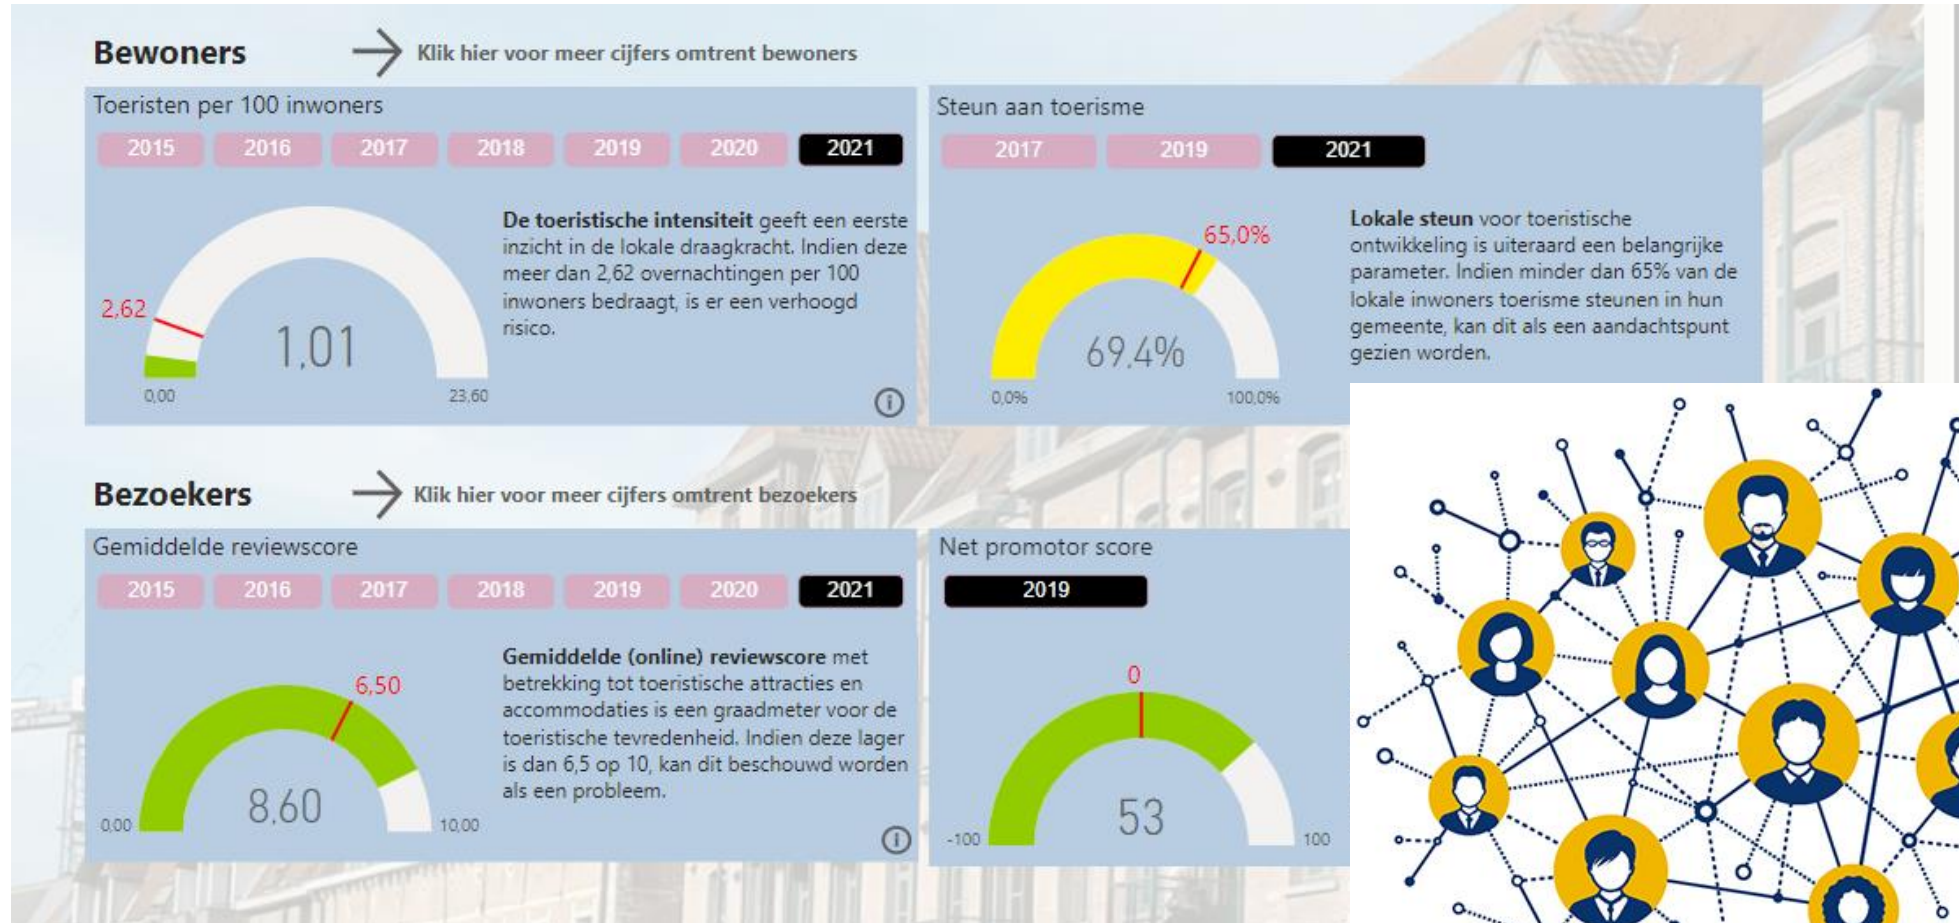 Bewoners
Klik hier voor meer cijfers omtrent bewoners
Toeristen per 100 inwoners
2015 2016 2017 2018 2019 2020 2021
De toeristische intensiteit geeft een eerste
inzicht in de lokale draagkracht. Indien deze
meer dan 2,62 overnachtingen per 100
inwoners bedraagt, is er een verhoogd
risico.
2,62
1,01
0,00
23,60
Steun aan toerisme
2017 2019 2021
65,0%
69,4%
0,0%
100,0%
Lokale steun voor toeristische
ontwikkeling is uiteraard een belangrijke
parameter. Indien minder dan 65% van de
lokale inwoners toerisme steunen in hun
gemeente, kan dit als een aandachtspunt
gezien worden.
Bezoekers
Klik hier voor meer cijfers omtrent bezoekers
Gemiddelde reviewscore
2015 2016 2017 2018 2019 2020 2021
Gemiddelde (online) reviewscore met
betrekking tot toeristische attracties en
accommodaties is een graadmeter voor de
toeristische tevredenheid. Indien deze lager
is dan 6,5 op 10, kan dit beschouwd worden
als een probleem.
6,50
8,60
0,00
10,00
Net promotor score
2019
0
53
-100
100